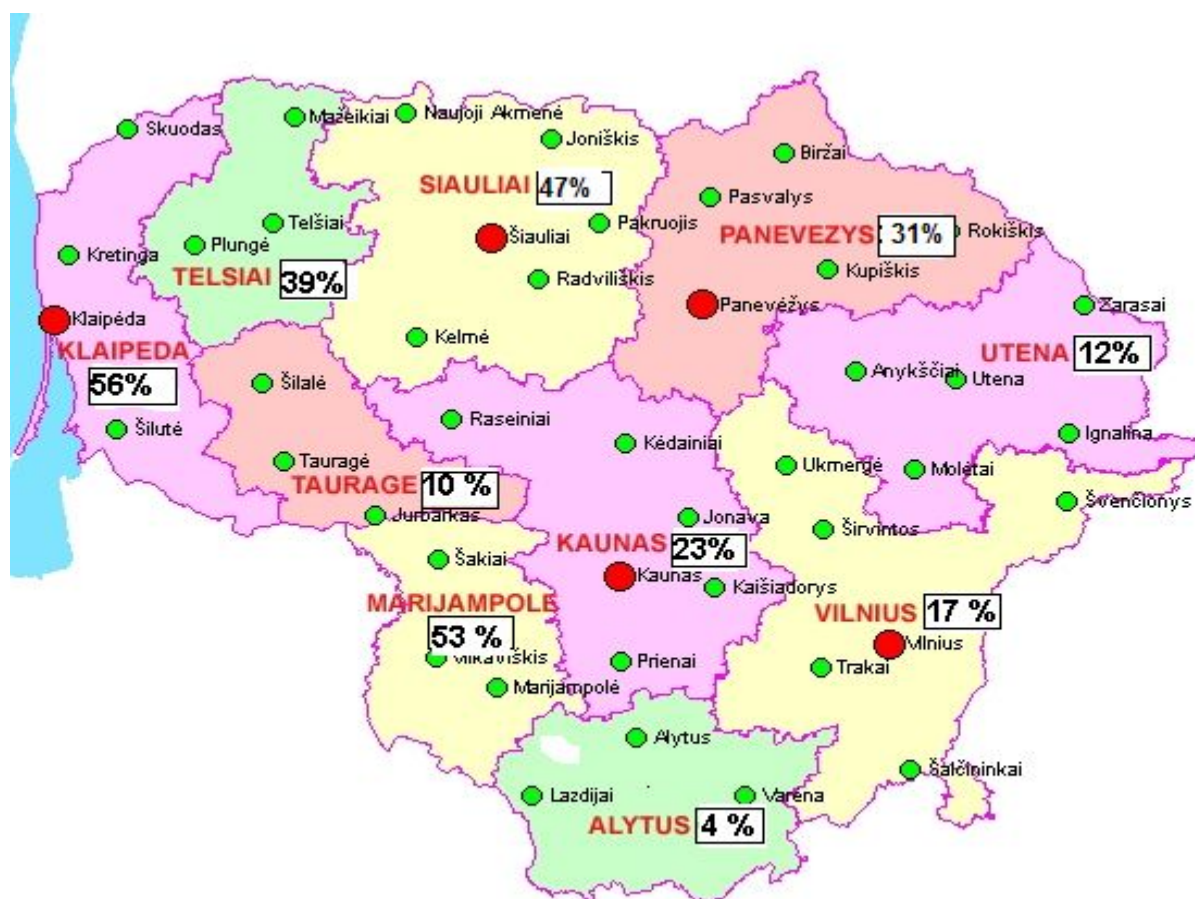 Skuodas
Mažeikiai
Naujoji Akmenė
Joniškis
Biržai
SIAULIAI 47%
Pasvalys
Telšiai
Plungė
Šiauliai
Pakruojis
PANEVEZYS 31%
Rokiškis
Kretinga
TELSIAI 39%
Radviliškis
Kupiškis
Klaipėda
Panevėžys
Zarasai
Kelmė
KLAIPEDA
56%
UTENA 12%
Anykščiai
Utena
Šilalė
Šilutė
Raseiniai
Kėdainiai
Ignalina
Tauragė
Ukmergė
Molėtai
TAURAGE 10 %
Švenčionys
Jurbarkas
Jonava
Širvintos
Šakiai
KAUNAS 23%
Kaunas
Kaišiadorys
MARIJAMPOLE
53 %
VILNIUS 17 %
Vilnius
Vilkaviškis
Prienai
Trakai
Marijampolė
Alytus
Šalčininkai
Lazdijai
Varėna
ALYTUS 4 %